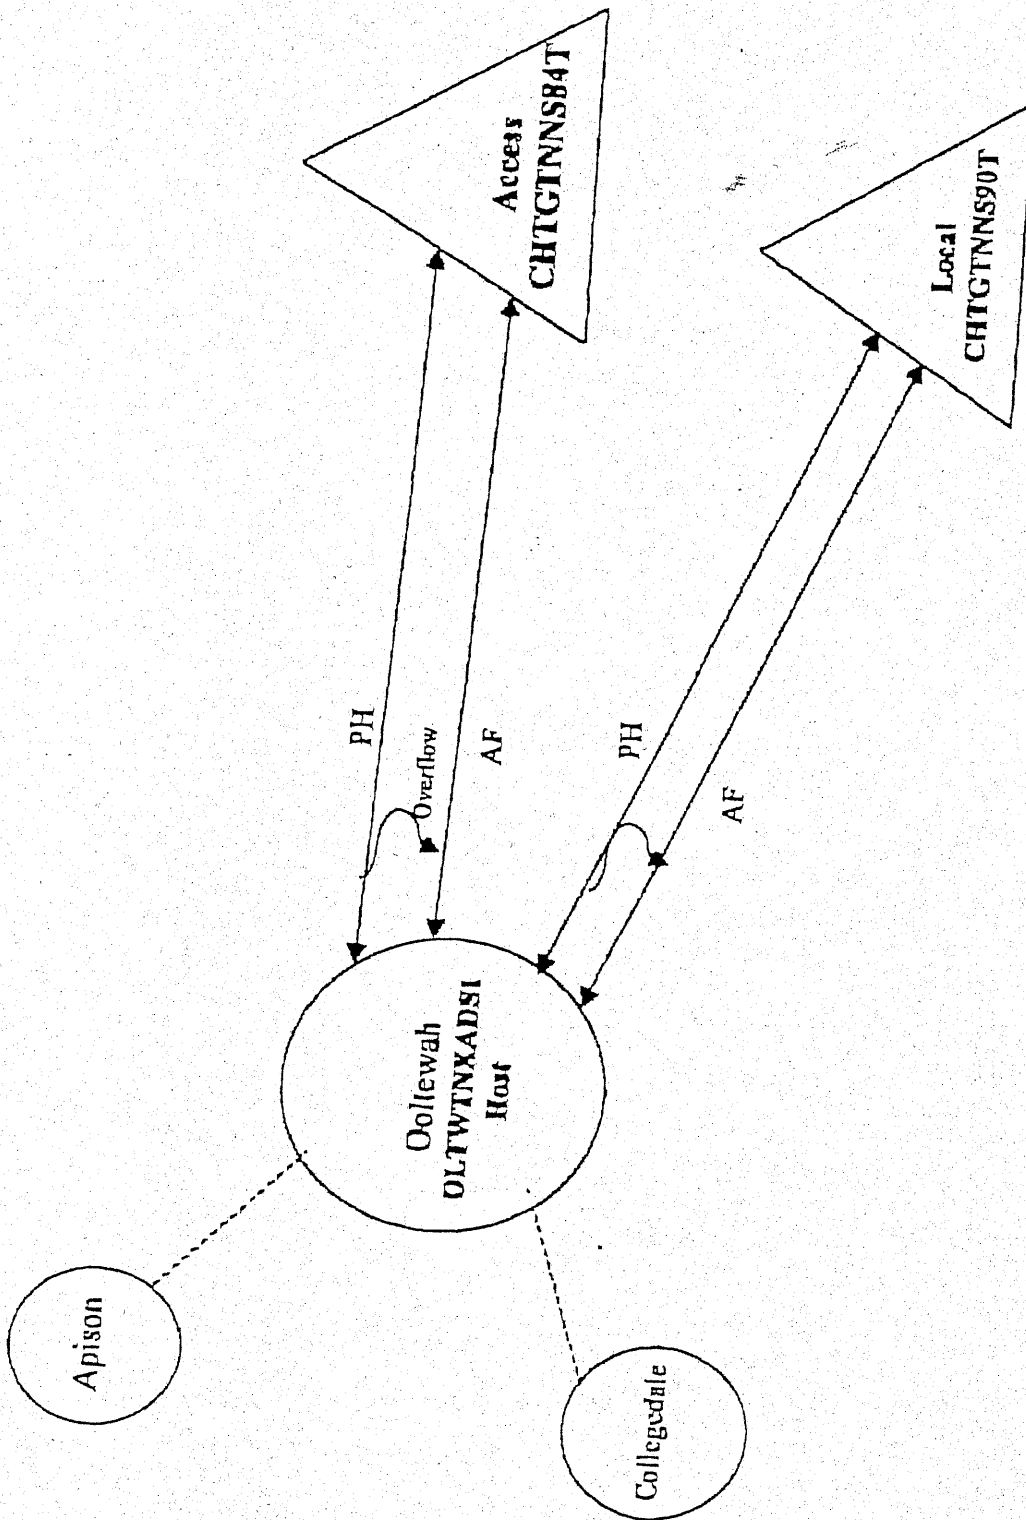 Apison
Collegedale
Ooltewah
OLTWTNXADS1
Host
PH
Overflow
AF
PH
AF
Access
CHTGTNNS84T
Local
CHTGTNNS90T